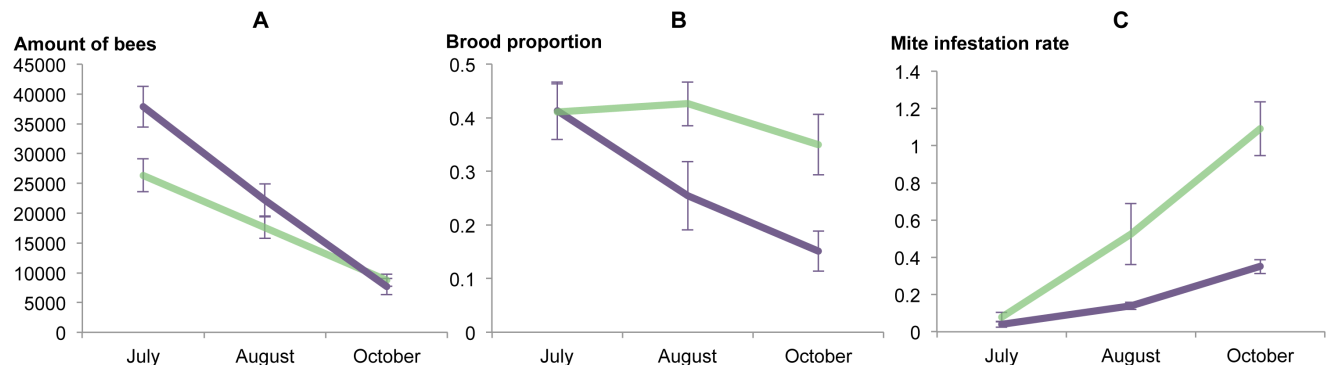 A
Amount of bees
45000
40000
35000
30000
25000
20000
15000
10000
5000
0
July August October
B
Brood proportion
0.5
0.4
0.3
0.2
0.1
0
July August October
C
Mite infestation rate
1.4
1.2
1
0.8
0.6
0.4
0.2
0
July August October